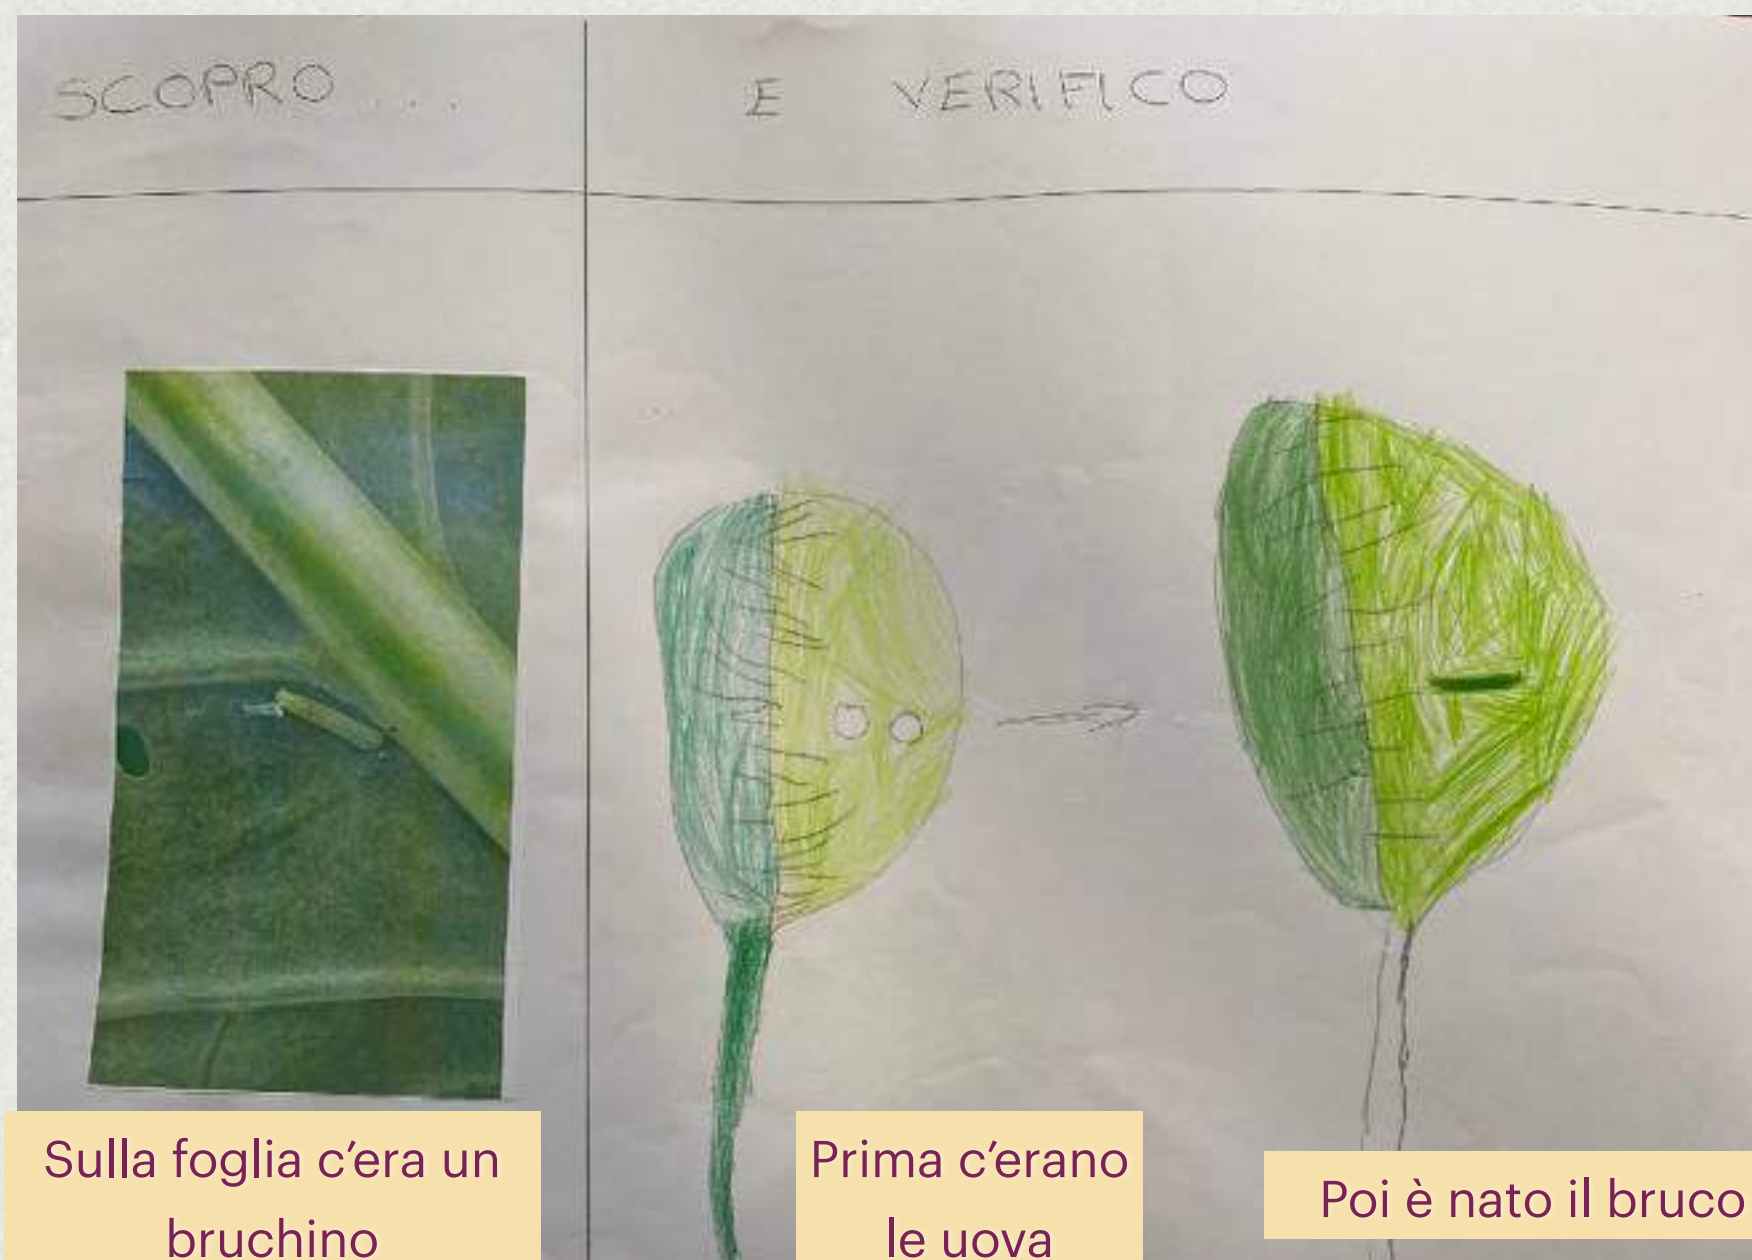 SCOPRO ...
E VERIFICO
Sulla foglia c'era un
bruchino
Prima c'erano
le uova
Poi è nato il bruco